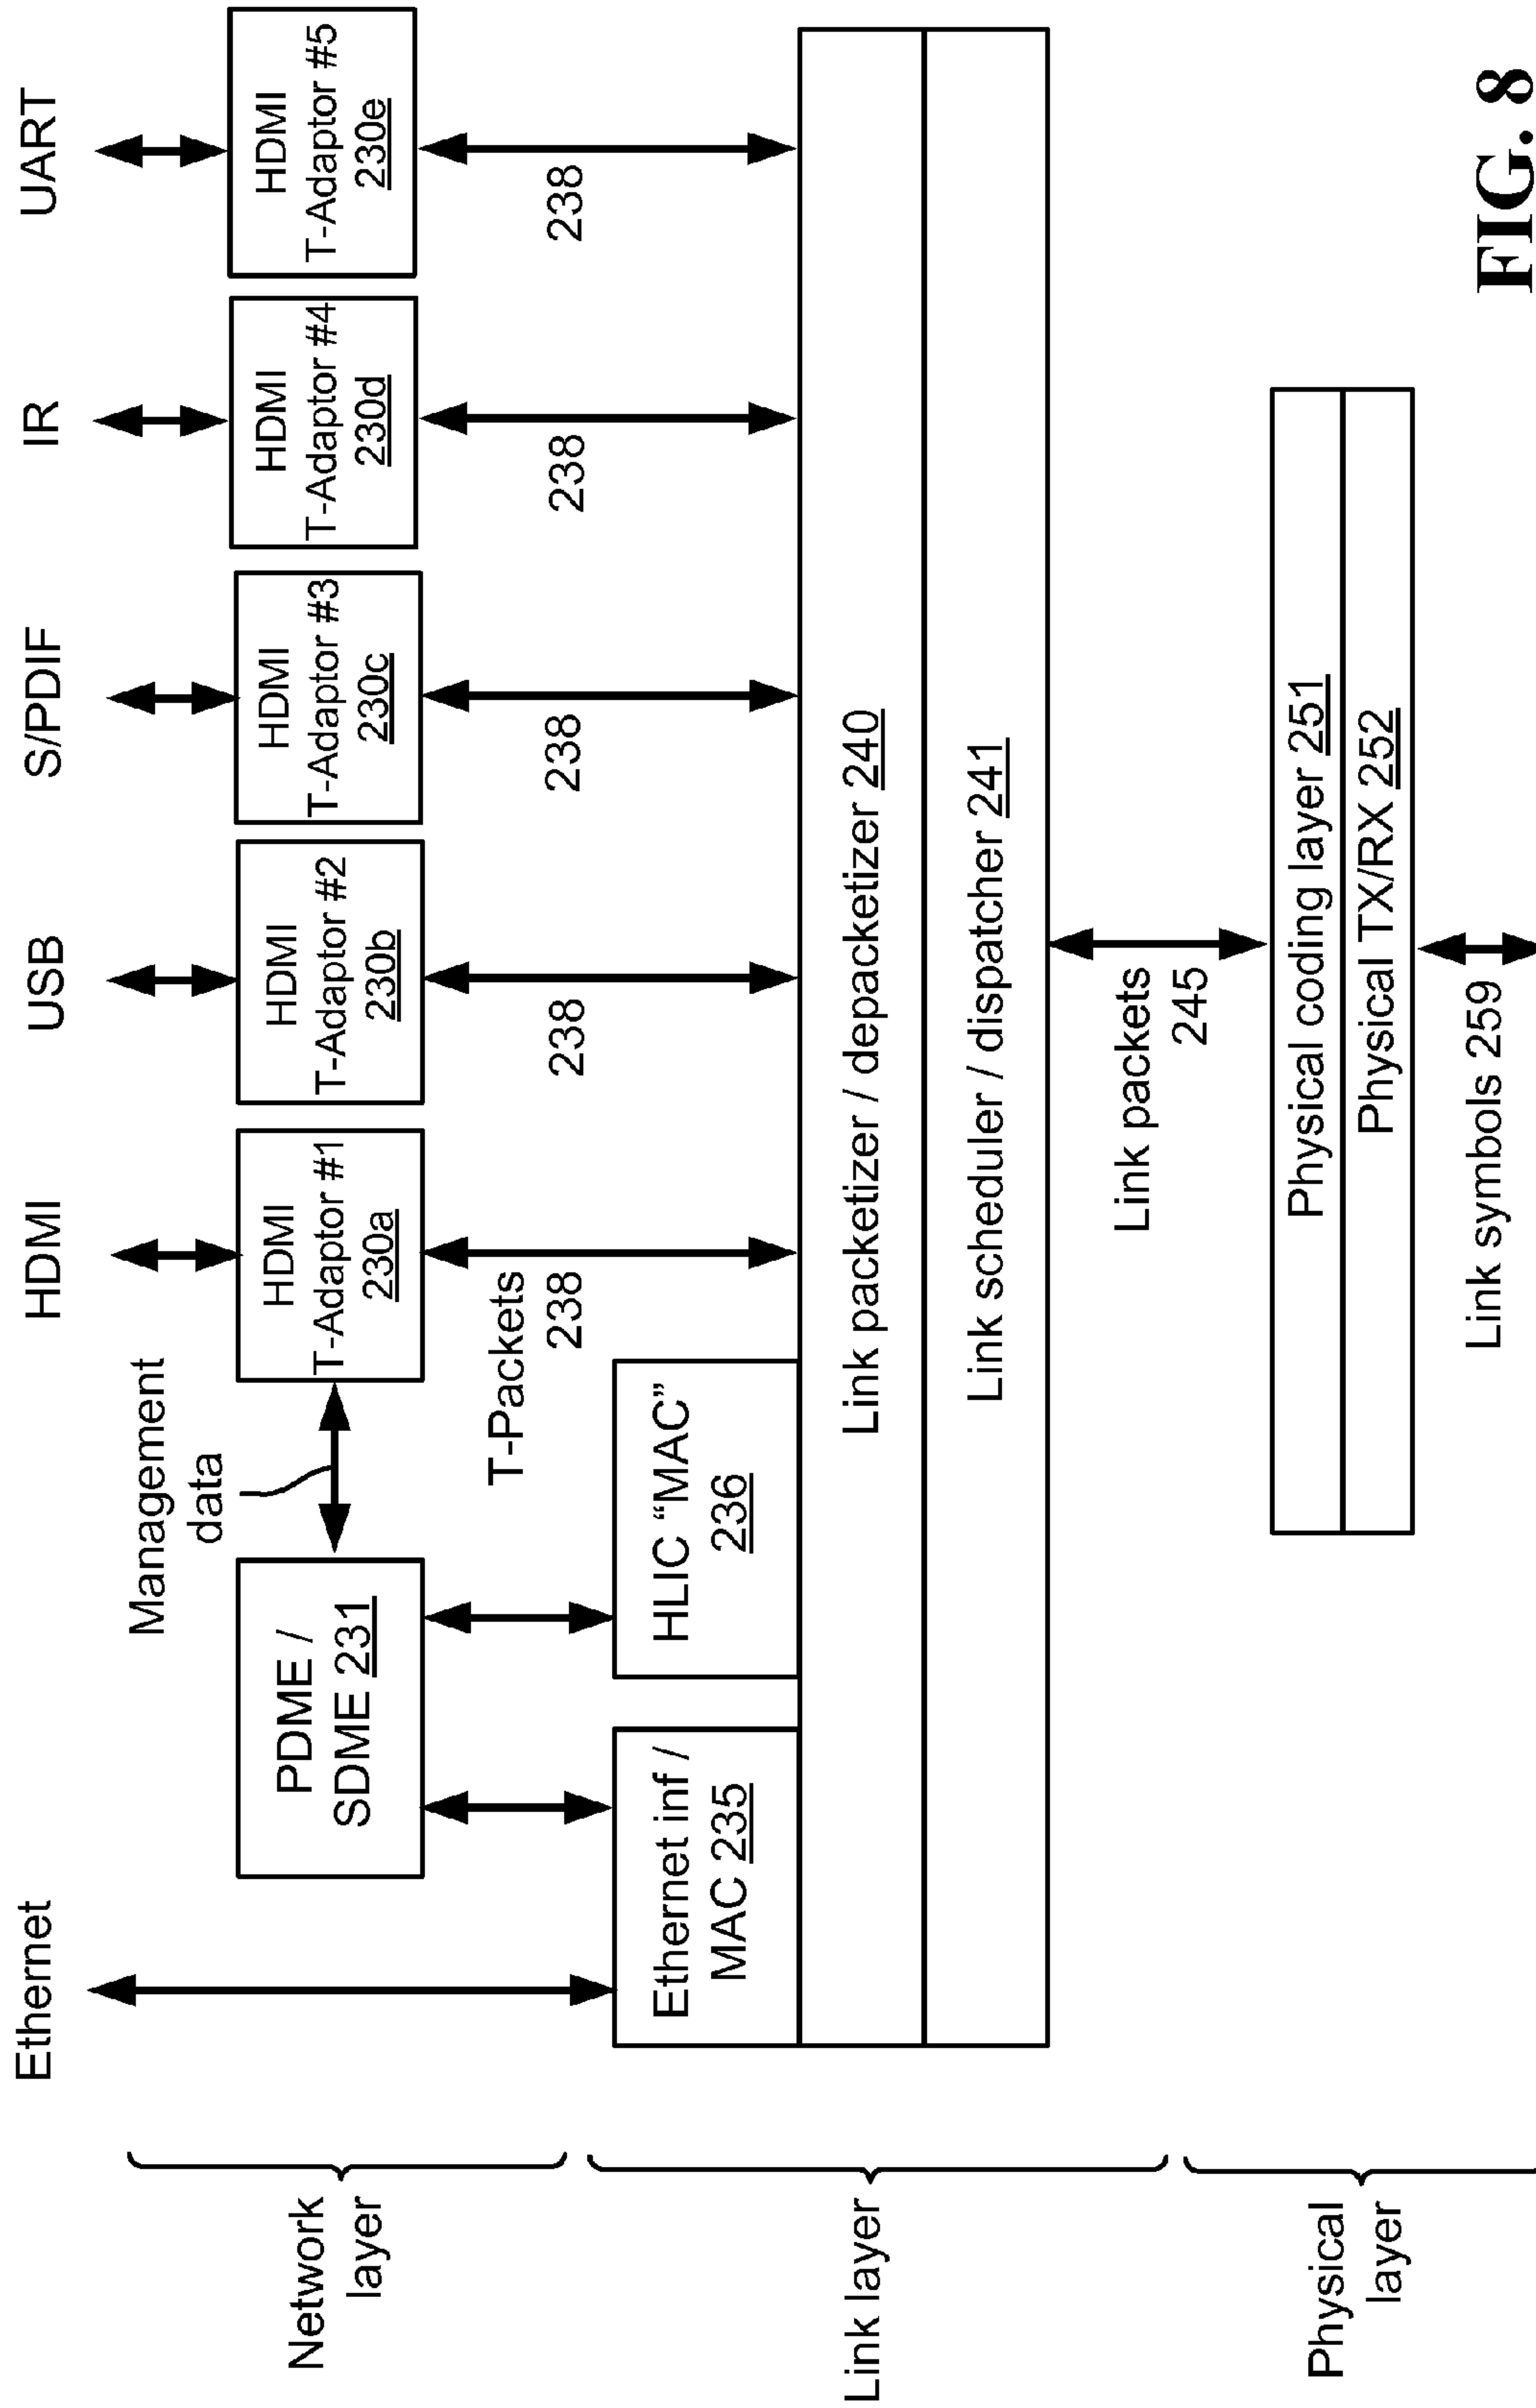 Ethernet
HDMI
USB
S/PDIF
IR
UART
Management
data
Network
layer
PDME /
SDME 231
HDMI
T-Adaptor #1
230a
HDMI
T-Adaptor #2
230b
HDMI
T-Adaptor #3
230c
HDMI
T-Adaptor #4
230d
HDMI
T-Adaptor #5
230e
T-Packets
238
238
238
238
238
Link layer
Ethernet inf /
MAC 235
HLIC “MAC”
236
Link packetizer / depacketizer 240
Link scheduler / dispatcher 241
Link packets
245
Physical
layer
Physical coding layer 251
Physical TX/RX 252
Link symbols 259
FIG. 8